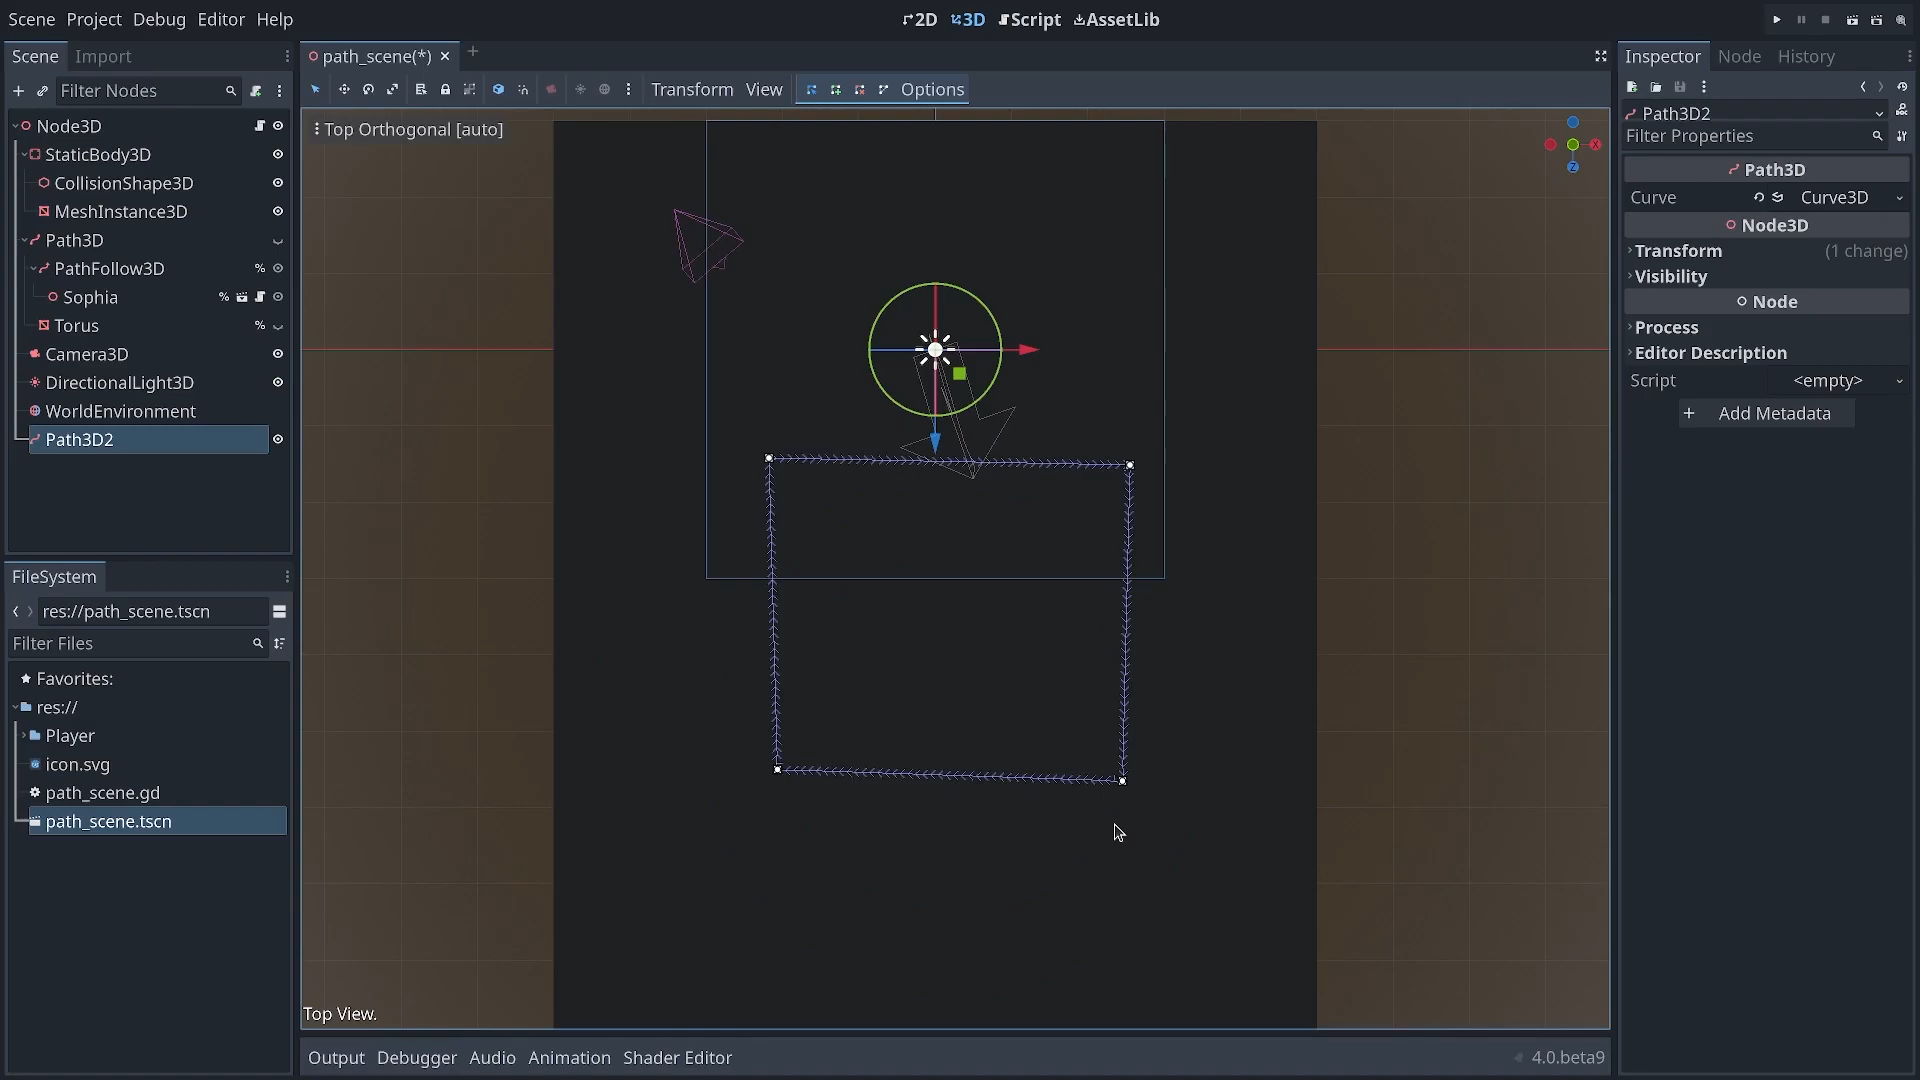 Scene Project Debug Editor Help
2D 3D Script AssetLib
Scene Import
Filter Nodes
Node3D
StaticBody3D
CollisionShape3D
MeshInstance3D
Path3D
PathFollow3D %
Sophia %
Torus %
Camera3D
DirectionalLight3D
WorldEnvironment
Path3D2
FileSystem
res://path_scene.tscn
Filter Files
Favorites:
res://
Player
icon.svg
path_scene.gd
path_scene.tscn
path_scene(*)
Transform View Options
Top Orthogonal [auto]
X
Z
Top View.
Output Debugger Audio Animation Shader Editor 4.0.beta9
Inspector Node History
Path3D2
Filter Properties
Path3D
Curve Curve3D
Node3D
Transform (1 change)
Visibility
Node
Process
Editor Description
Script <empty>
+ Add Metadata